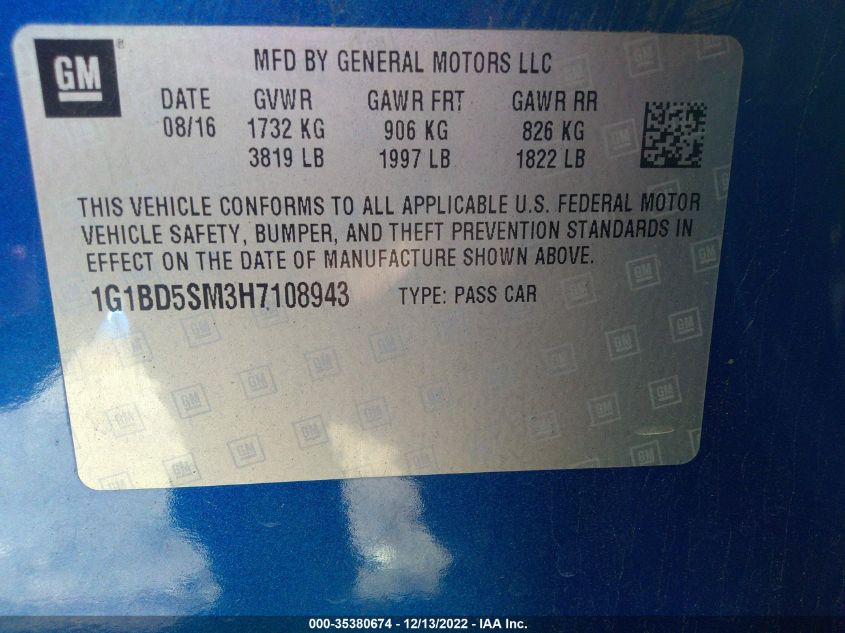 GM ®
MFD BY GENERAL MOTORS LLC
DATE GVWR GAWR FRT GAWR RR
08/16 1732 KG 906 KG 826 KG
3819 LB 1997 LB 1822 LB
THIS VEHICLE CONFORMS TO ALL APPLICABLE U.S. FEDERAL MOTOR
VEHICLE SAFETY, BUMPER, AND THEFT PREVENTION STANDARDS IN
EFFECT ON THE DATE OF MANUFACTURE SHOWN ABOVE.
1G1BD5SM3H7108943 TYPE: PASS CAR
000-35380674 - 12/13/2022 - IAA Inc.